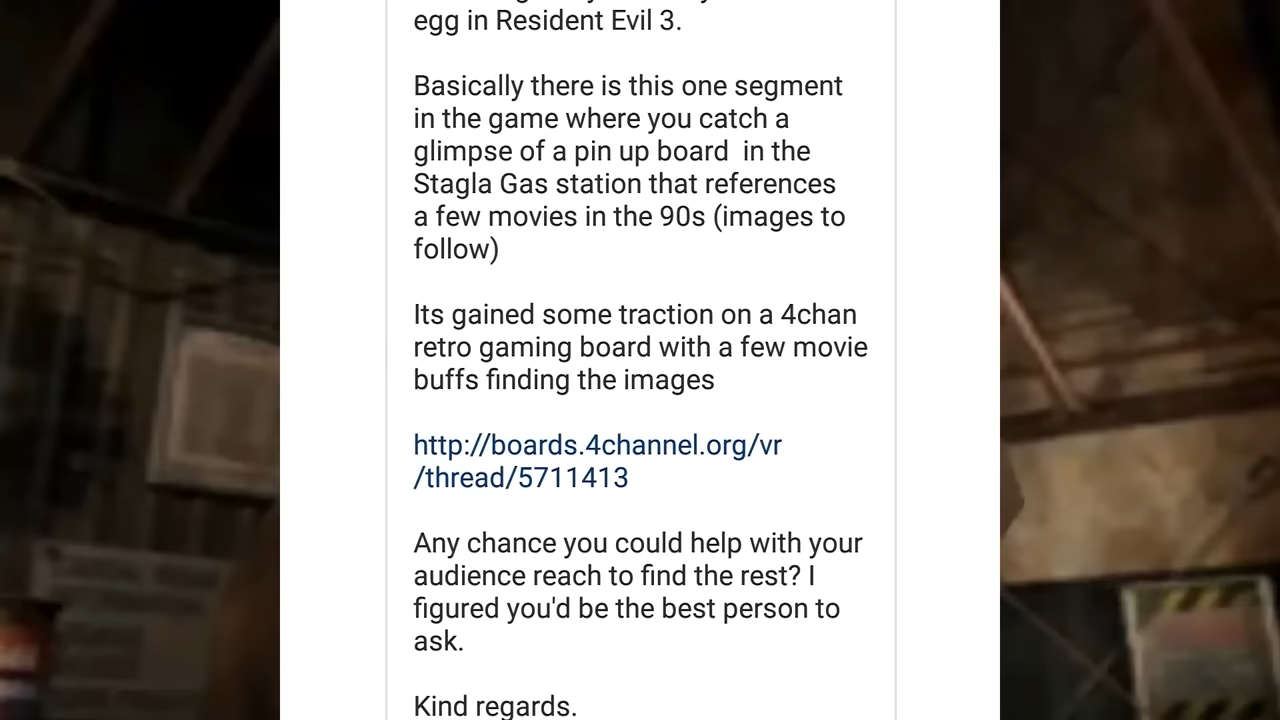 egg in Resident Evil 3.
Basically there is this one segment
in the game where you catch a
glimpse of a pin up board  in the
Stagla Gas station that references
a few movies in the 90s (images to
follow)
Its gained some traction on a 4chan
retro gaming board with a few movie
buffs finding the images
http://boards.4channel.org/vr
/thread/5711413
Any chance you could help with your
audience reach to find the rest? I
figured you'd be the best person to
ask.
Kind regards.